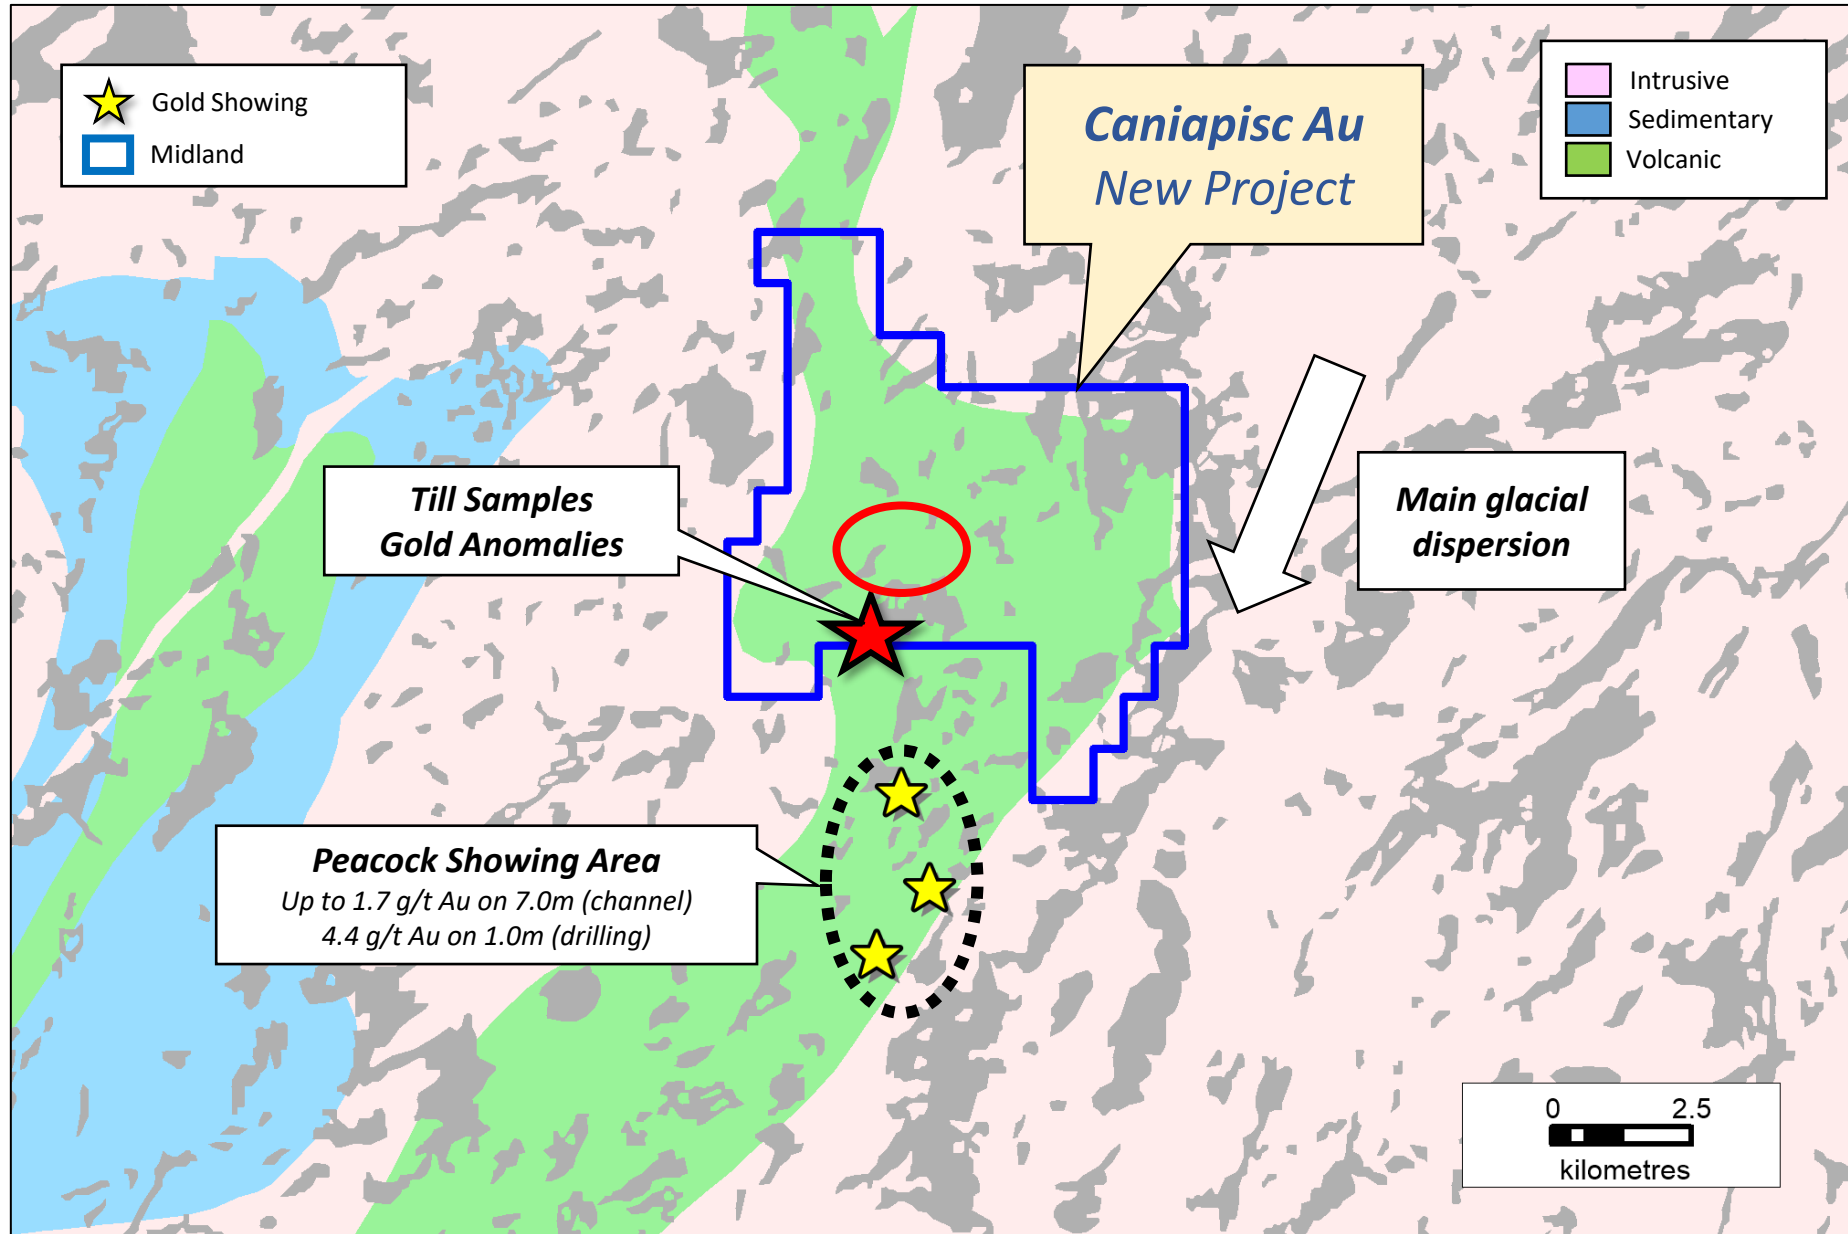 Gold Showing
Midland
Caniapisc Au
New Project
Intrusive
Sedimentary
Volcanic
Till Samples
Gold Anomalies
Main glacial
dispersion
Peacock Showing Area
Up to 1.7 g/t Au on 7.0m (channel)
4.4 g/t Au on 1.0m (drilling)
0 2.5
kilometres